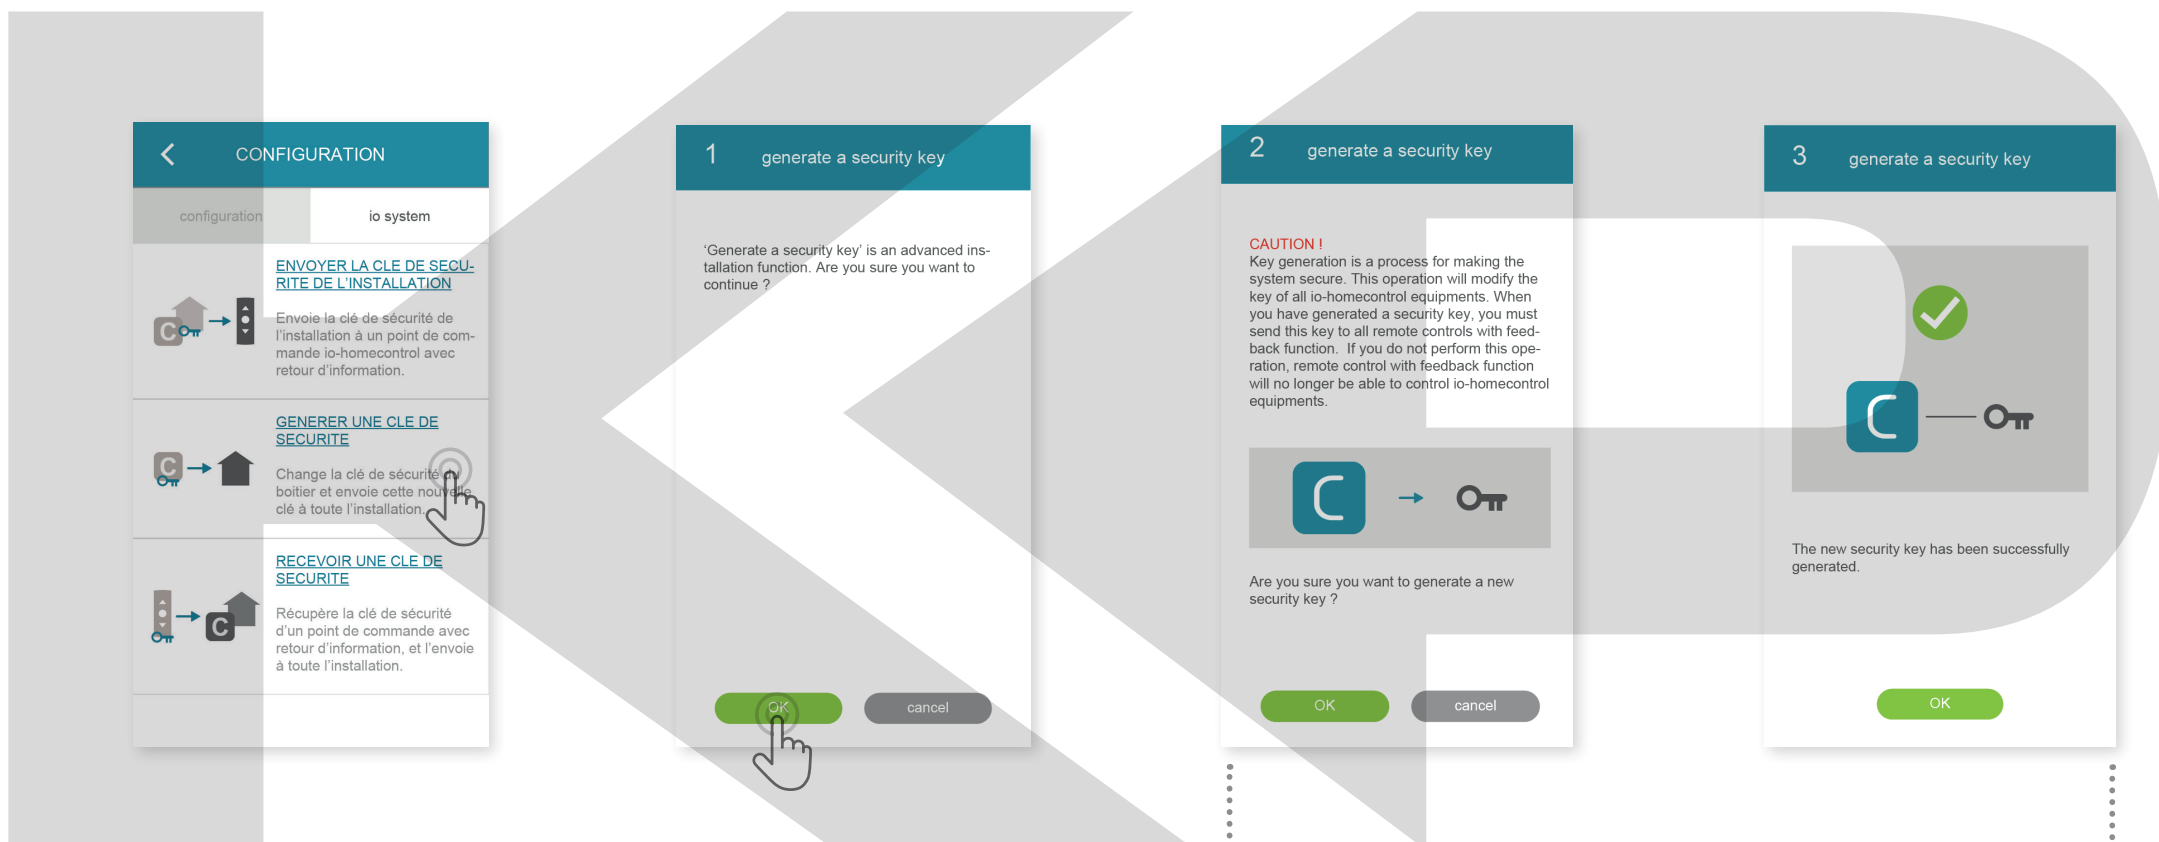 CONFIGURATION
configuration
io system
ENVOYER LA CLE DE SECU-
RITE DE L'INSTALLATION
Envoie la clé de sécurité de
l'installation à un point de com-
mande io-homecontrol avec
retour d'information.
C
GENERER UNE CLE DE
SECURITE
Change la clé de sécurité du
boitier et envoie cette nouvelle
clé à toute l'installation.
C
RECEVOIR UNE CLE DE
SECURITE
Récupère la clé de sécurité
d'un point de commande avec
retour d'information, et l'envoie
à toute l'installation.
C
1 generate a security key
'Generate a security key' is an advanced ins-
tallation function. Are you sure you want to
continue ?
OK
cancel
2 generate a security key
CAUTION !
Key generation is a process for making the
system secure. This operation will modify the
key of all io-homecontrol equipments. When
you have generated a security key, you must
send this key to all remote controls with feed-
back function.  If you do not perform this ope-
ration, remote control with feedback function
will no longer be able to control io-homecontrol
equipments.
Are you sure you want to generate a new
security key ?
OK
cancel
3 generate a security key
The new security key has been successfully
generated.
OK